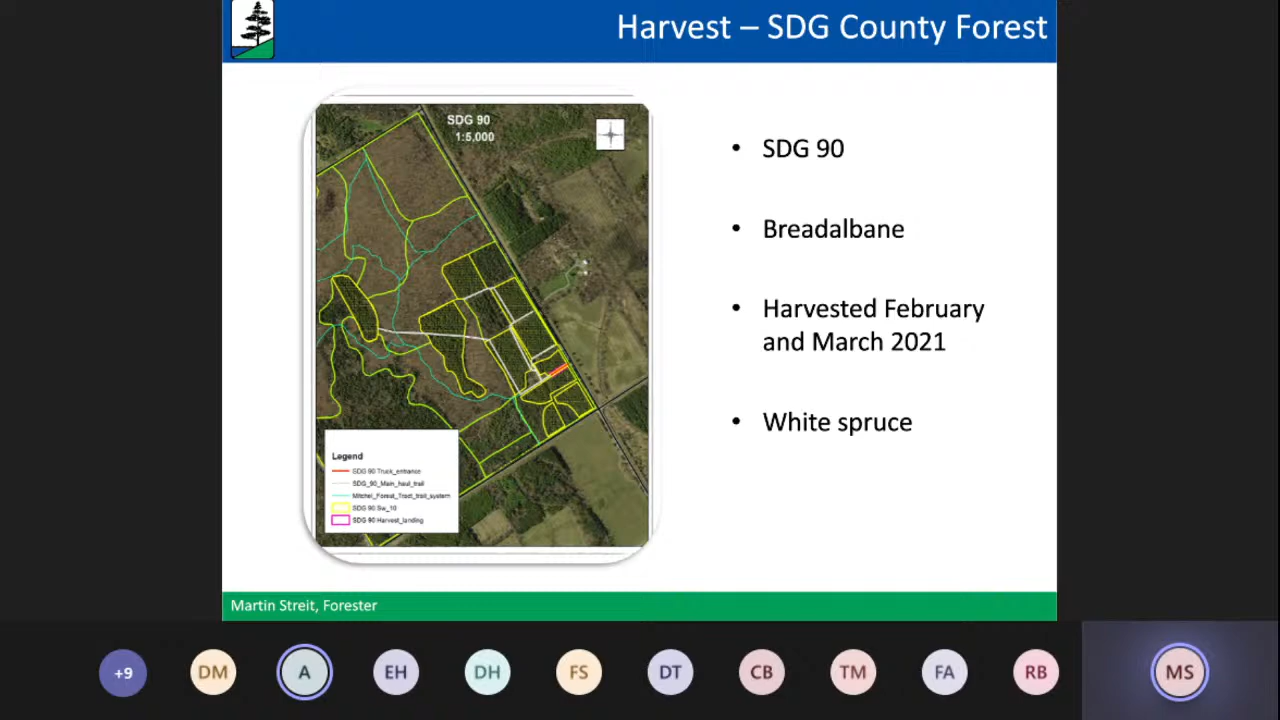 Harvest – SDG County Forest
SDG 90
1:5,000
• SDG 90
• Breadalbane
• Harvested February
and March 2021
• White spruce
Legend
SDG 90 Truck_entrance
SDG_90_Main_haul_trail
Mitchel_Forest_Tract_trail_system
SDG 90 Sw_10
SDG 90 Harvest_landing
Martin Streit, Forester
+9
DM
A
EH
DH
FS
DT
CB
TM
FA
RB
MS